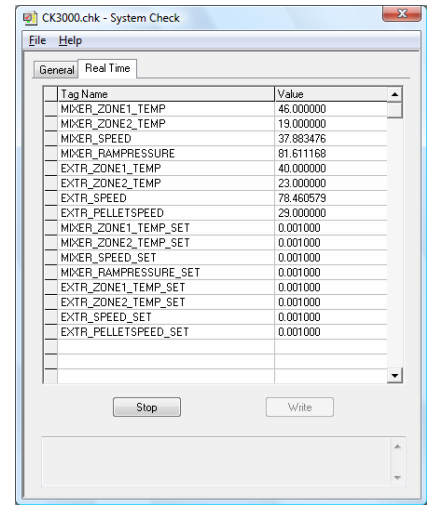 CK3000.chk - System Check
File Help
General Real Time
Tag Name Value
MIXER_ZONE1_TEMP 46.000000
MIXER_ZONE2_TEMP 19.000000
MIXER_SPEED 37.883476
MIXER_RAMPRESSURE 81.611168
EXTR_ZONE1_TEMP 40.000000
EXTR_ZONE2_TEMP 23.000000
EXTR_SPEED 78.460579
EXTR_PELLETSPEED 29.000000
MIXER_ZONE1_TEMP_SET 0.001000
MIXER_ZONE2_TEMP_SET 0.001000
MIXER_SPEED_SET 0.001000
MIXER_RAMPRESSURE_SET 0.001000
EXTR_ZONE1_TEMP_SET 0.001000
EXTR_ZONE2_TEMP_SET 0.001000
EXTR_SPEED_SET 0.001000
EXTR_PELLETSPEED_SET 0.001000
Stop Write